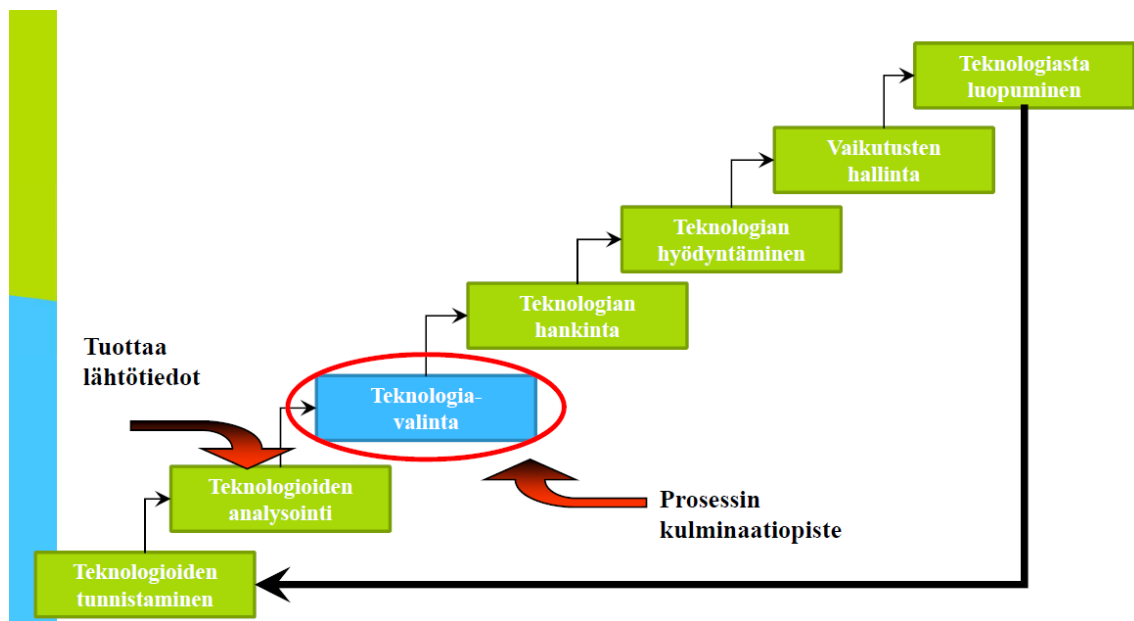 Teknologiasta
luopuminen
Vaikutusten
hallinta
Teknologian
hyödyntäminen
Teknologian
hankinta
Tuottaa
lähtötiedot
Teknologia-
valinta
Teknologioiden
analysointi
Prosessin
kulminaatiopiste
Teknologioiden
tunnistaminen